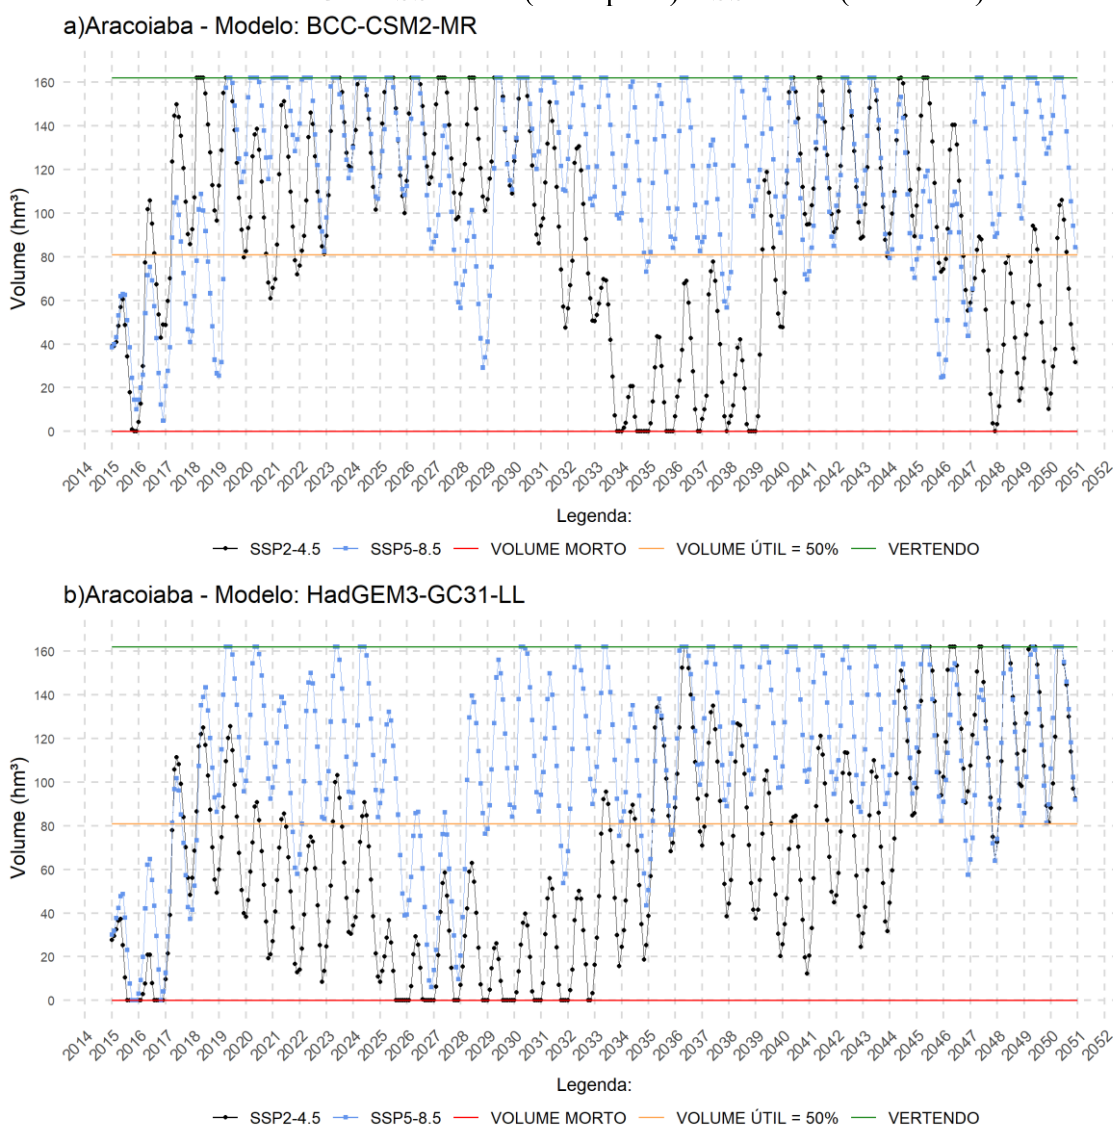 a)Aracoiaba - Modelo: BCC-CSM2-MR
Volume (hm³)
160
140
120
100
80
60
40
20
0
2014 2015 2016 2017 2018 2019 2020 2021 2022 2023 2024 2025 2026 2027 2028 2029 2030 2031 2032 2033 2034 2035 2036 2037 2038 2039 2040 2041 2042 2043 2044 2045 2046 2047 2048 2049 2050 2051 2052
Legenda:
SSP2-4.5 SSP5-8.5 VOLUME MORTO VOLUME ÚTIL = 50% VERTENDO
b)Aracoiaba - Modelo: HadGEM3-GC31-LL
Volume (hm³)
160
140
120
100
80
60
40
20
0
2014 2015 2016 2017 2018 2019 2020 2021 2022 2023 2024 2025 2026 2027 2028 2029 2030 2031 2032 2033 2034 2035 2036 2037 2038 2039 2040 2041 2042 2043 2044 2045 2046 2047 2048 2049 2050 2051 2052
Legenda:
SSP2-4.5 SSP5-8.5 VOLUME MORTO VOLUME ÚTIL = 50% VERTENDO